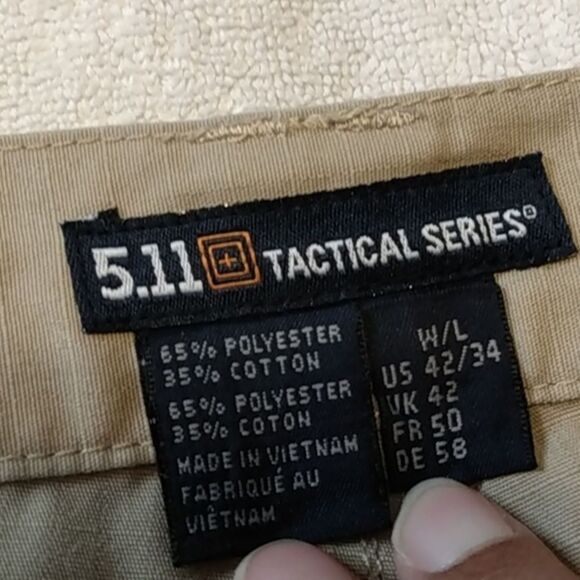 5.11 TACTICAL SERIES®
65% POLYESTER
35% COTTON
65% POLYESTER
35% COTON
MADE IN VIETNAM
FABRIQUÉ AU
VIÊTNAM
W/L
US 42/34
UK 42
FR 50
DE 58